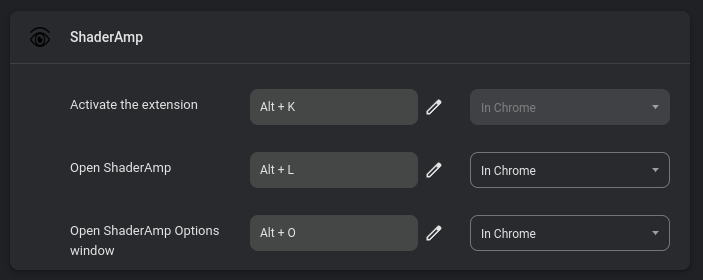 ShaderAmp
Activate the extension
Alt + K
In Chrome
Open ShaderAmp
Alt + L
In Chrome
Open ShaderAmp Options
window
Alt + O
In Chrome